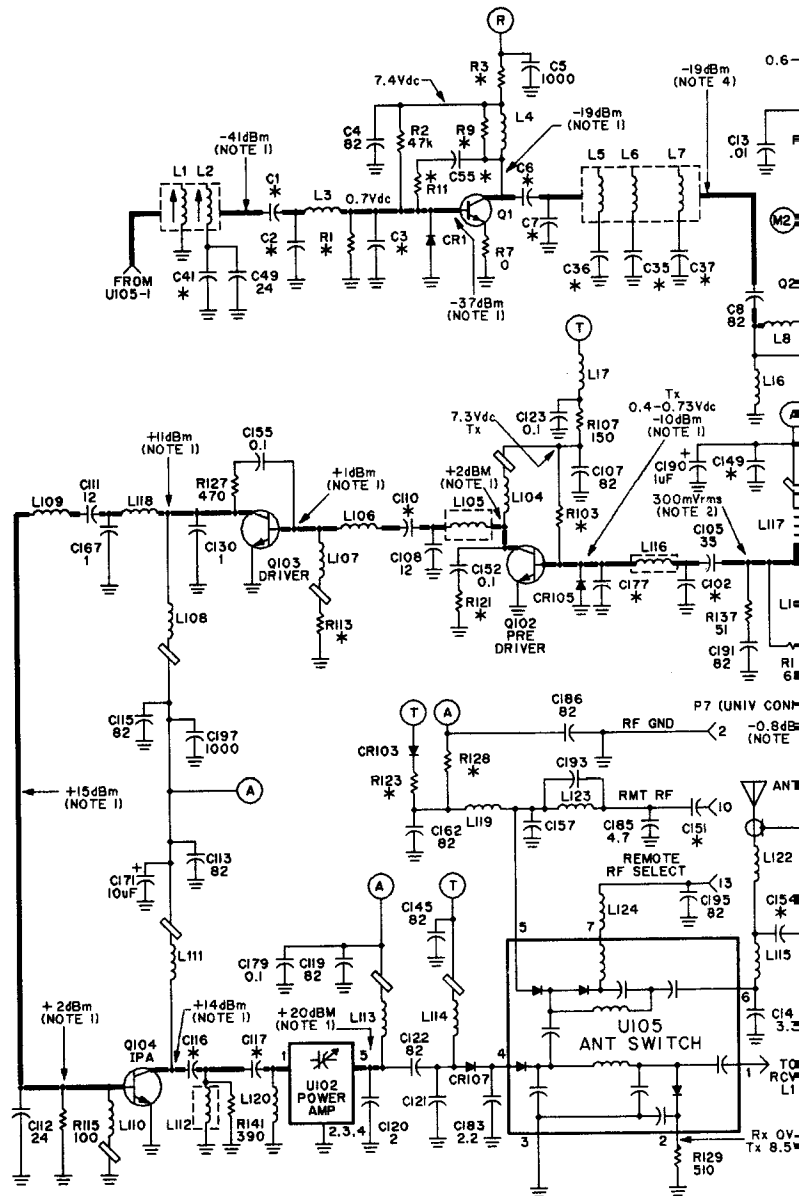 R
R3
*
C5
1000
0.6-
7.4Vdc
-19dBm
(NOTE 4)
-19dBm
(NOTE 1)
C4
82
R2
47k
R9
*
L4
C13
.01
F
-41dBm
(NOTE 1)
C55 *
*
R11
C6
*
L5 L6 L7
L1 L2
C1
*
L3
0.7Vdc
Q1
M2
C2
*
R1
*
C3
*
CR1
R7
0
C7
*
C36
*
C35
*
C37
*
Q2
FROM
U105-1
C41
*
C49
24
-37dBm
(NOTE 1)
C8
82
L8
T
L17
L16
Tx
0.4-0.73Vdc
-10dBm
(NOTE 1)
C123
0.1
R107
150
7.3Vdc
Tx
A
+11dBm
(NOTE 1)
C155
0.1
+1dBm
(NOTE 1)
+2dBM
(NOTE 1)
C107
82
+
C190
1uF
C149
*
C111
12
R127
470
C110
*
L104
R103
*
300mVrms
(NOTE 2)
L109
L118
L106
L105
C105
35
L117
C167
1
C130
1
Q103
DRIVER
L107
C108
12
C152
0.1
L116
R113
*
R121
*
Q102
PRE
DRIVER
CR105
C177
*
C102
*
R137
51
L1
L108
C191
82
R1
6
C115
82
C197
1000
C186
82
P7 (UNIV CONN
T
A
RF GND
2
-0.8dB
(NOTE
CR103
R128
*
R123
*
C193
+15dBm
(NOTE 1)
A
L123
RMT RF
10
ANT
L119
C162
82
C157
C185
4.7
C151
*
+
C171
10uF
C113
82
REMOTE
RF SELECT
13
L122
A
T
C195
82
C154
*
C145
82
L124
5
7
L115
L111
C179
0.1
C119
82
6
+2dBm
(NOTE 1)
+14dBm
(NOTE 1)
+20dBM
(NOTE 1)
L113
L114
U105
ANT SWITCH
C14
3.3
Q104
IPA
C116
*
C117
*
1
5
C122
82
4
1
TO
RCV
L1
U102
POWER
AMP
CR107
C112
24
R115
100
L110
L112
R141
390
L120
2,3,4
C120
2
C121
C183
2.2
3
2
Rx 0V
Tx 8.5V
R129
510